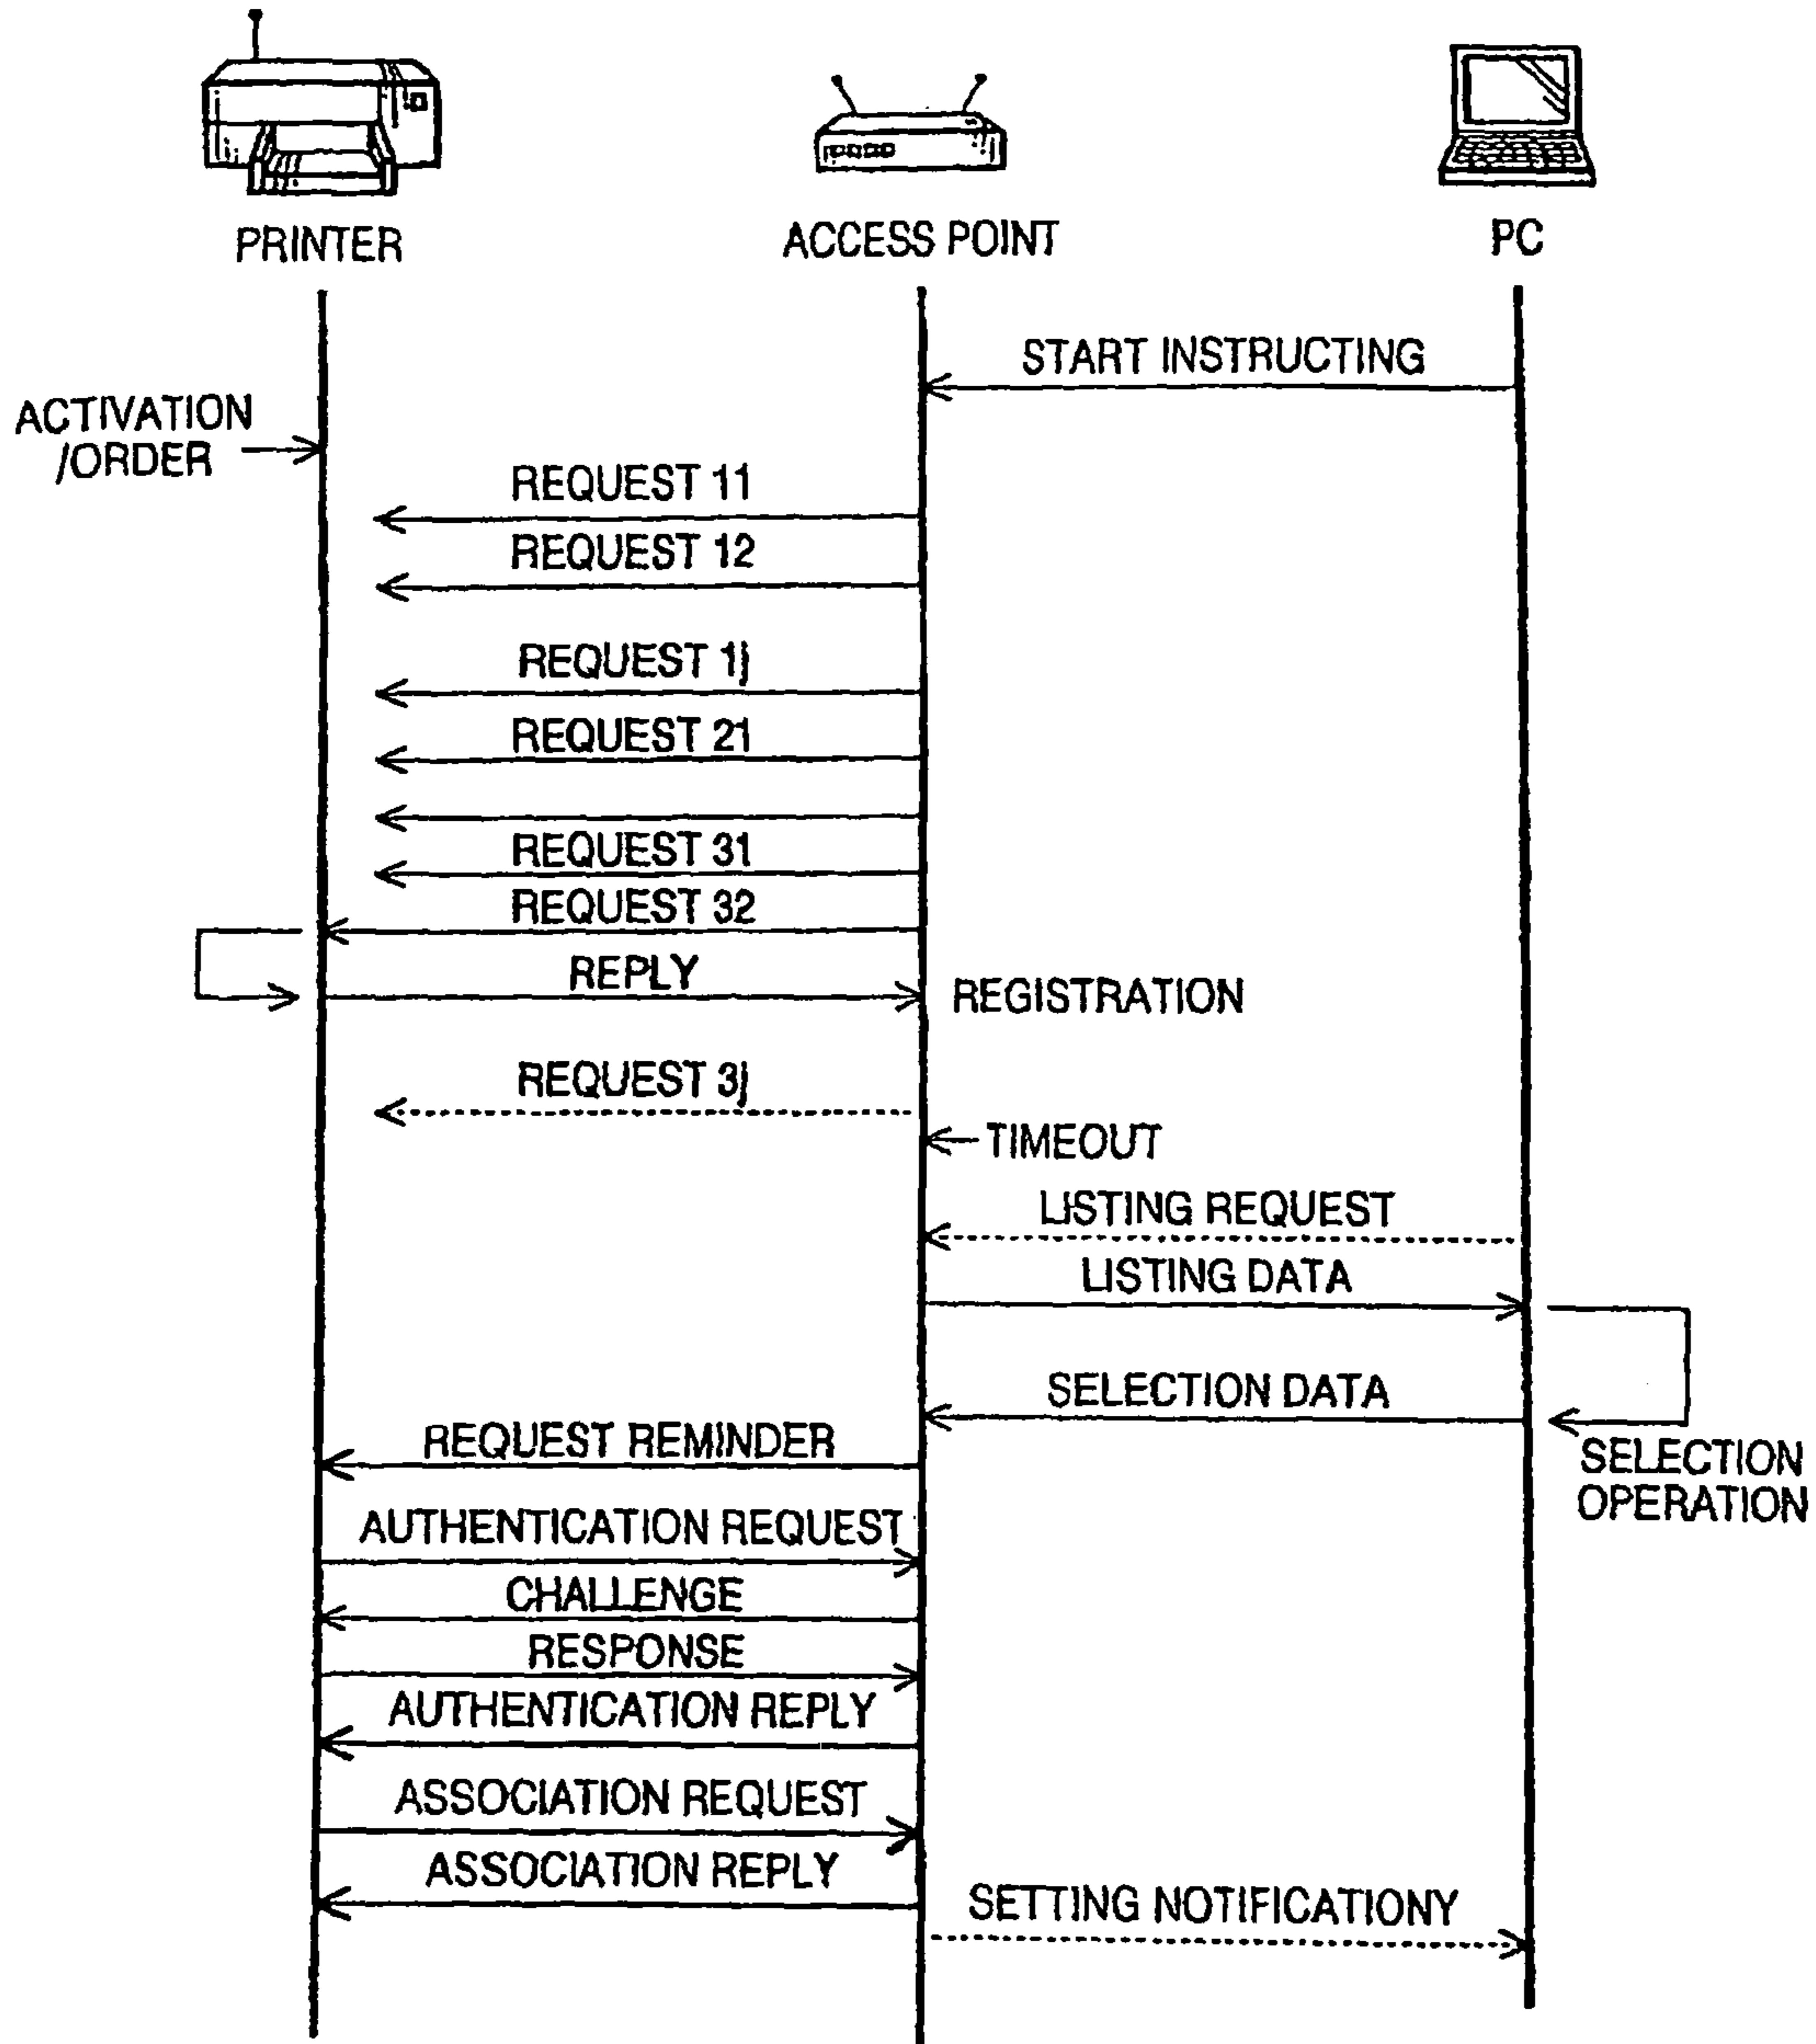 PRINTER
ACCESS POINT
PC
START INSTRUCTING
ACTIVATION
/ORDER
REQUEST 11
REQUEST 12
REQUEST 1j
REQUEST 21
REQUEST 31
REQUEST 32
REPLY
REGISTRATION
REQUEST 3j
TIMEOUT
LISTING REQUEST
LISTING DATA
SELECTION DATA
REQUEST REMINDER
SELECTION
OPERATION
AUTHENTICATION REQUEST
CHALLENGE
RESPONSE
AUTHENTICATION REPLY
ASSOCIATION REQUEST
ASSOCIATION REPLY
SETTING NOTIFICATIONY